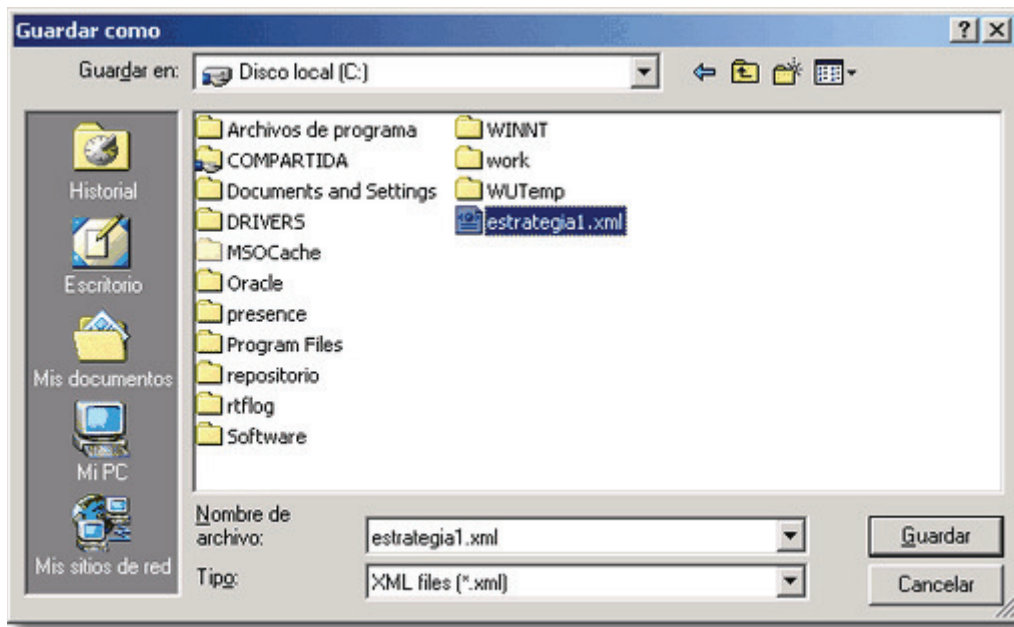 Guardar como
Guardar en:
Disco local (C:)
Historial
Escritorio
Mis documentos
Mi PC
Mis sitios de red
Archivos de programa
COMPARTIDA
Documents and Settings
DRIVERS
MSOCache
Oracle
presence
Program Files
repositorio
rtflog
Software
WINNT
work
WUTemp
estrategia1.xml
Nombre de
archivo:
estrategia1.xml
Guardar
Tipo:
XML files (*.xml)
Cancelar